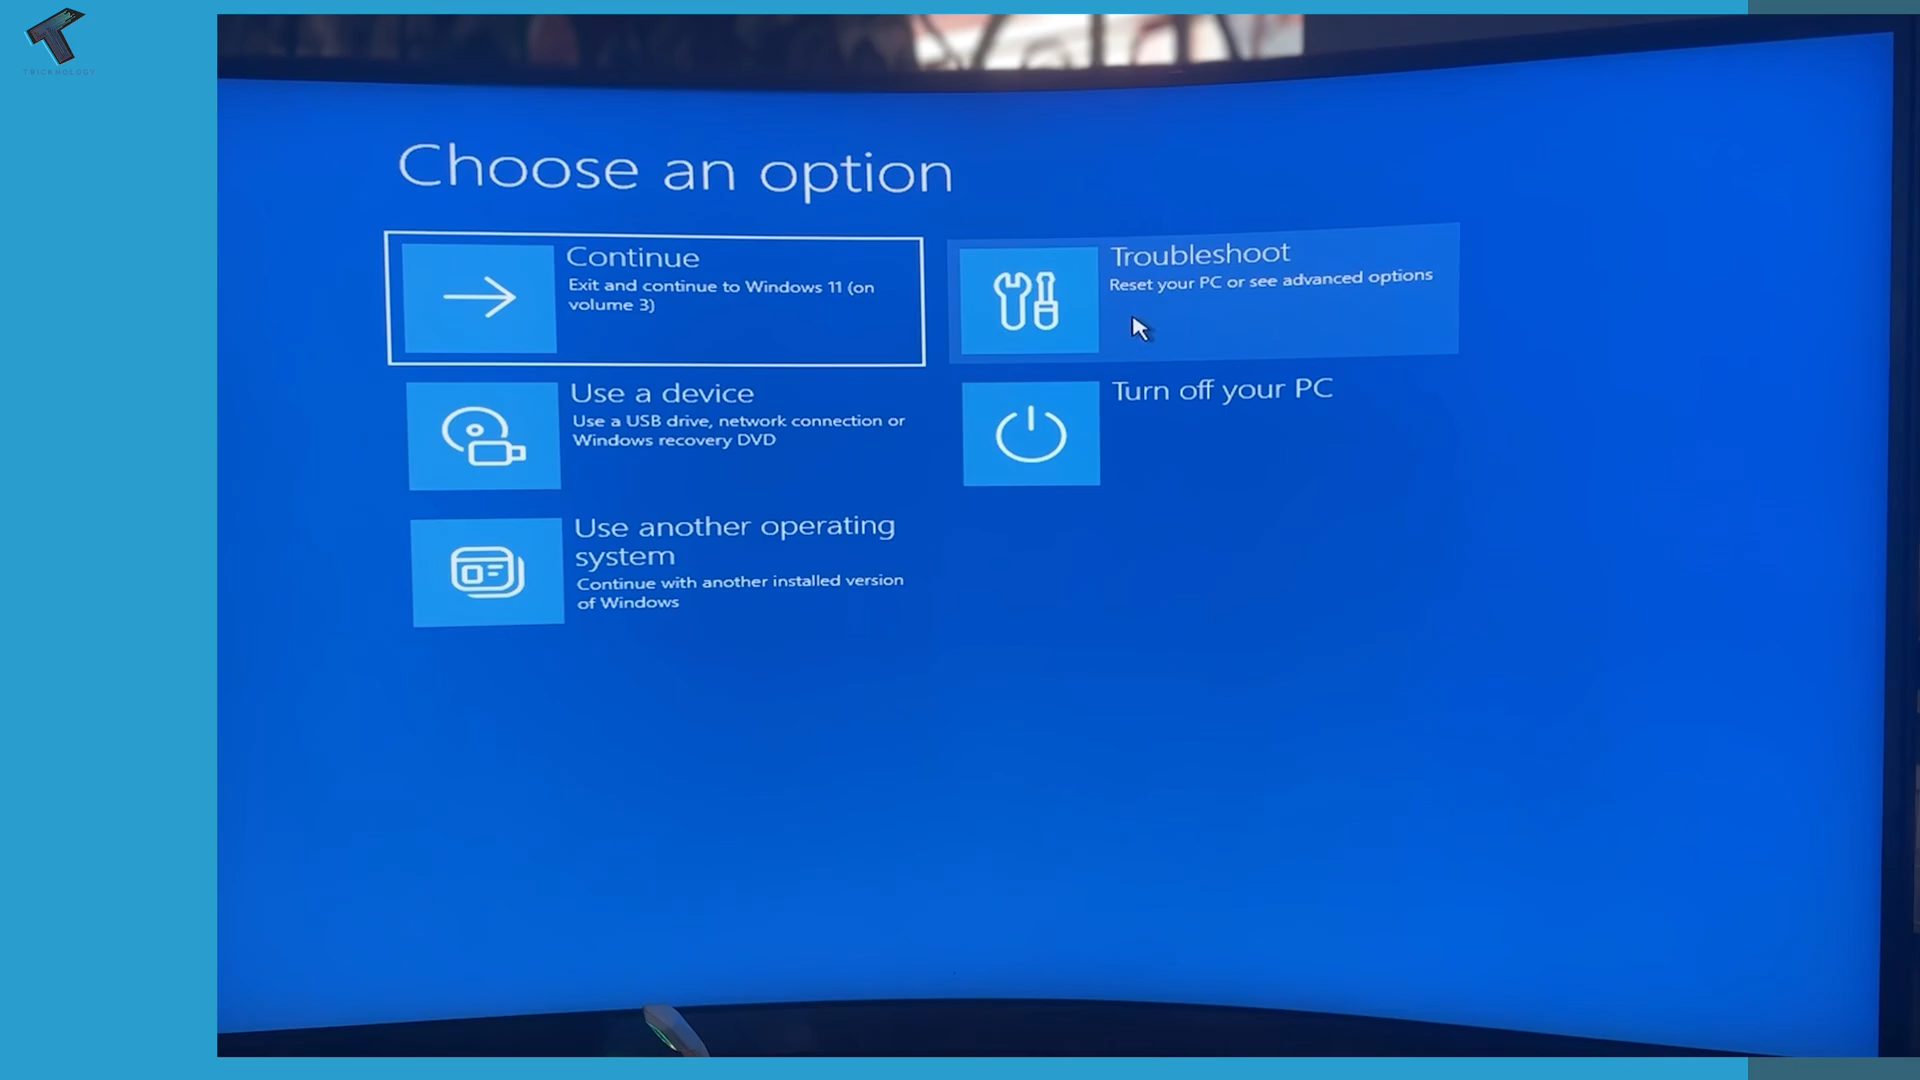 TRICKNOLOGY
Choose an option
Continue
Exit and continue to Windows 11 (on
volume 3)
Troubleshoot
Reset your PC or see advanced options
Use a device
Use a USB drive, network connection or
Windows recovery DVD
Turn off your PC
Use another operating
system
Continue with another installed version
of Windows